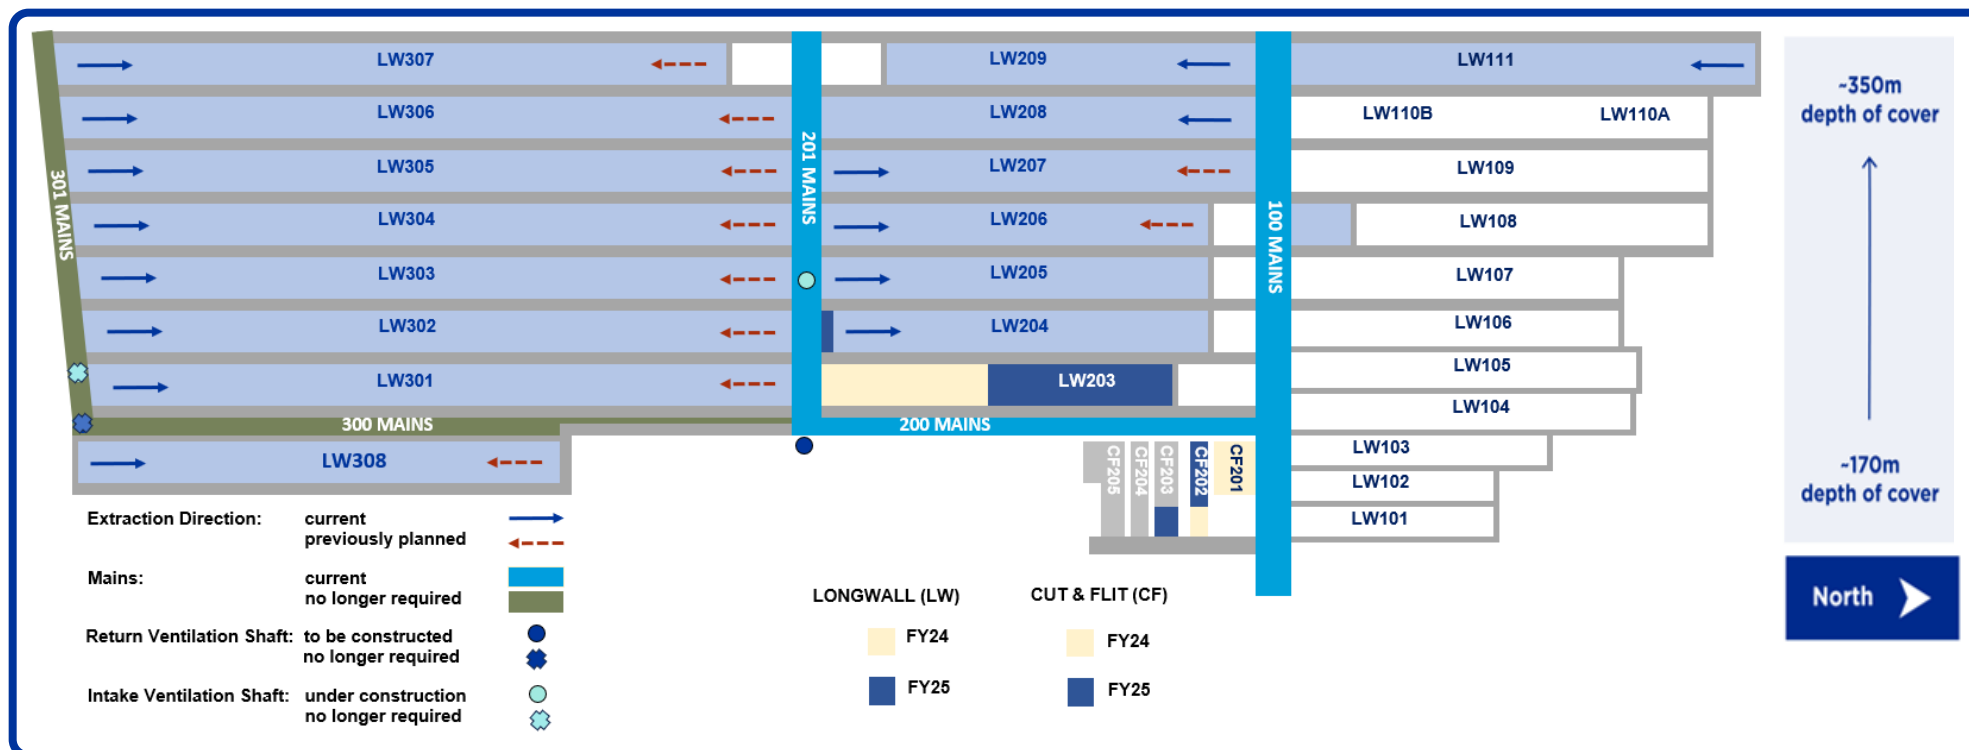 LW307
LW209
LW111
LW306
LW208
LW110B
LW110A
LW305
LW207
LW109
LW304
LW206
LW108
LW303
LW205
LW107
LW302
LW204
LW106
LW301
LW203
LW105
LW104
301 MAINS
201 MAINS
100 MAINS
300 MAINS
200 MAINS
LW308
CF205
CF204
CF203
CF202
CF201
LW103
LW102
LW101
~350m
depth of cover
~170m
depth of cover
North
Extraction Direction: current
previously planned
Mains: current
no longer required
Return Ventilation Shaft: to be constructed
no longer required
Intake Ventilation Shaft: under construction
no longer required
LONGWALL (LW)
FY24
FY25
CUT & FLIT (CF)
FY24
FY25